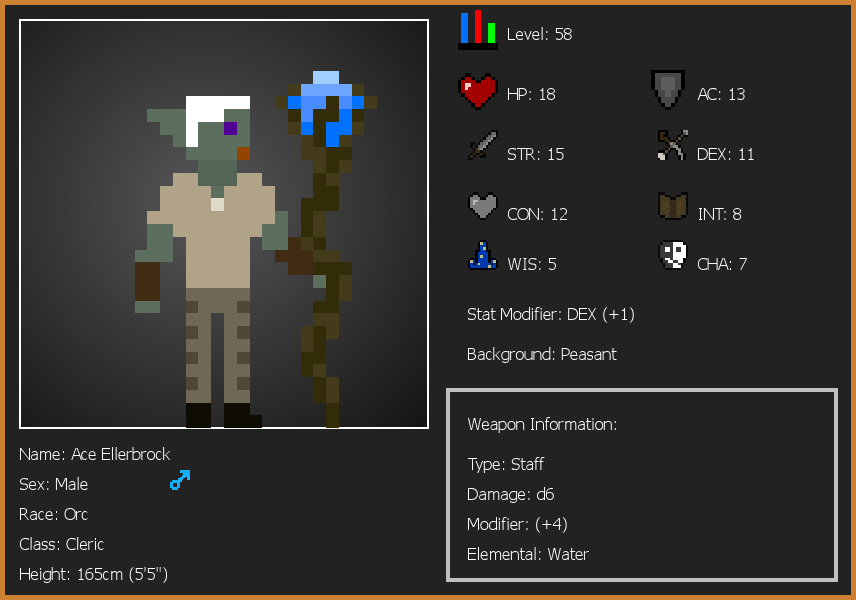 Level: 58
HP: 18
AC: 13
STR: 15
DEX: 11
CON: 12
INT: 8
WIS: 5
CHA: 7
Stat Modifier: DEX (+1)
Background: Peasant
Weapon Information:
Type: Staff
Damage: d6
Modifier: (+4)
Elemental: Water
Name: Ace Ellerbrock
Sex: Male
Race: Orc
Class: Cleric
Height: 165cm (5'5")